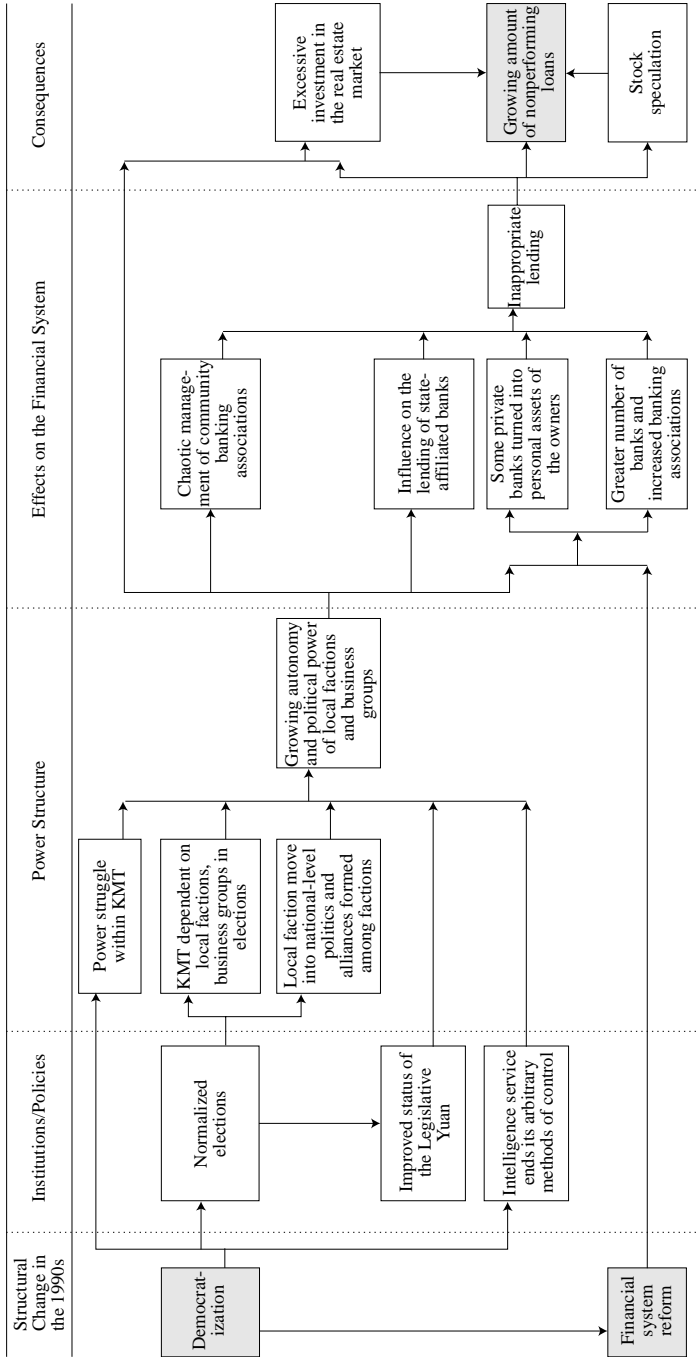 Structural
Change in
the 1990s
Institutions/Policies
Power Structure
Effects on the Financial System
Consequences
Democrat-
ization
Financial
system
reform
Normalized
elections
Improved status of
the Legislative
Yuan
Intelligence service
ends its arbitrary
methods of control
Power struggle
within KMT
KMT dependent on
local factions,
business groups in
elections
Local faction move
into national-level
politics and
alliances formed
among factions
Growing autonomy
and political power
of local factions
and business
groups
Chaotic manage-
ment of community
banking
associations
Influence on the
lending of state-
affiliated banks
Some private
banks turned into
personal assets of
the owners
Greater number of
banks and
increased banking
associations
Inappropriate
lending
Excessive
investment in
the real estate
market
Growing amount
of nonperforming
loans
Stock
speculation